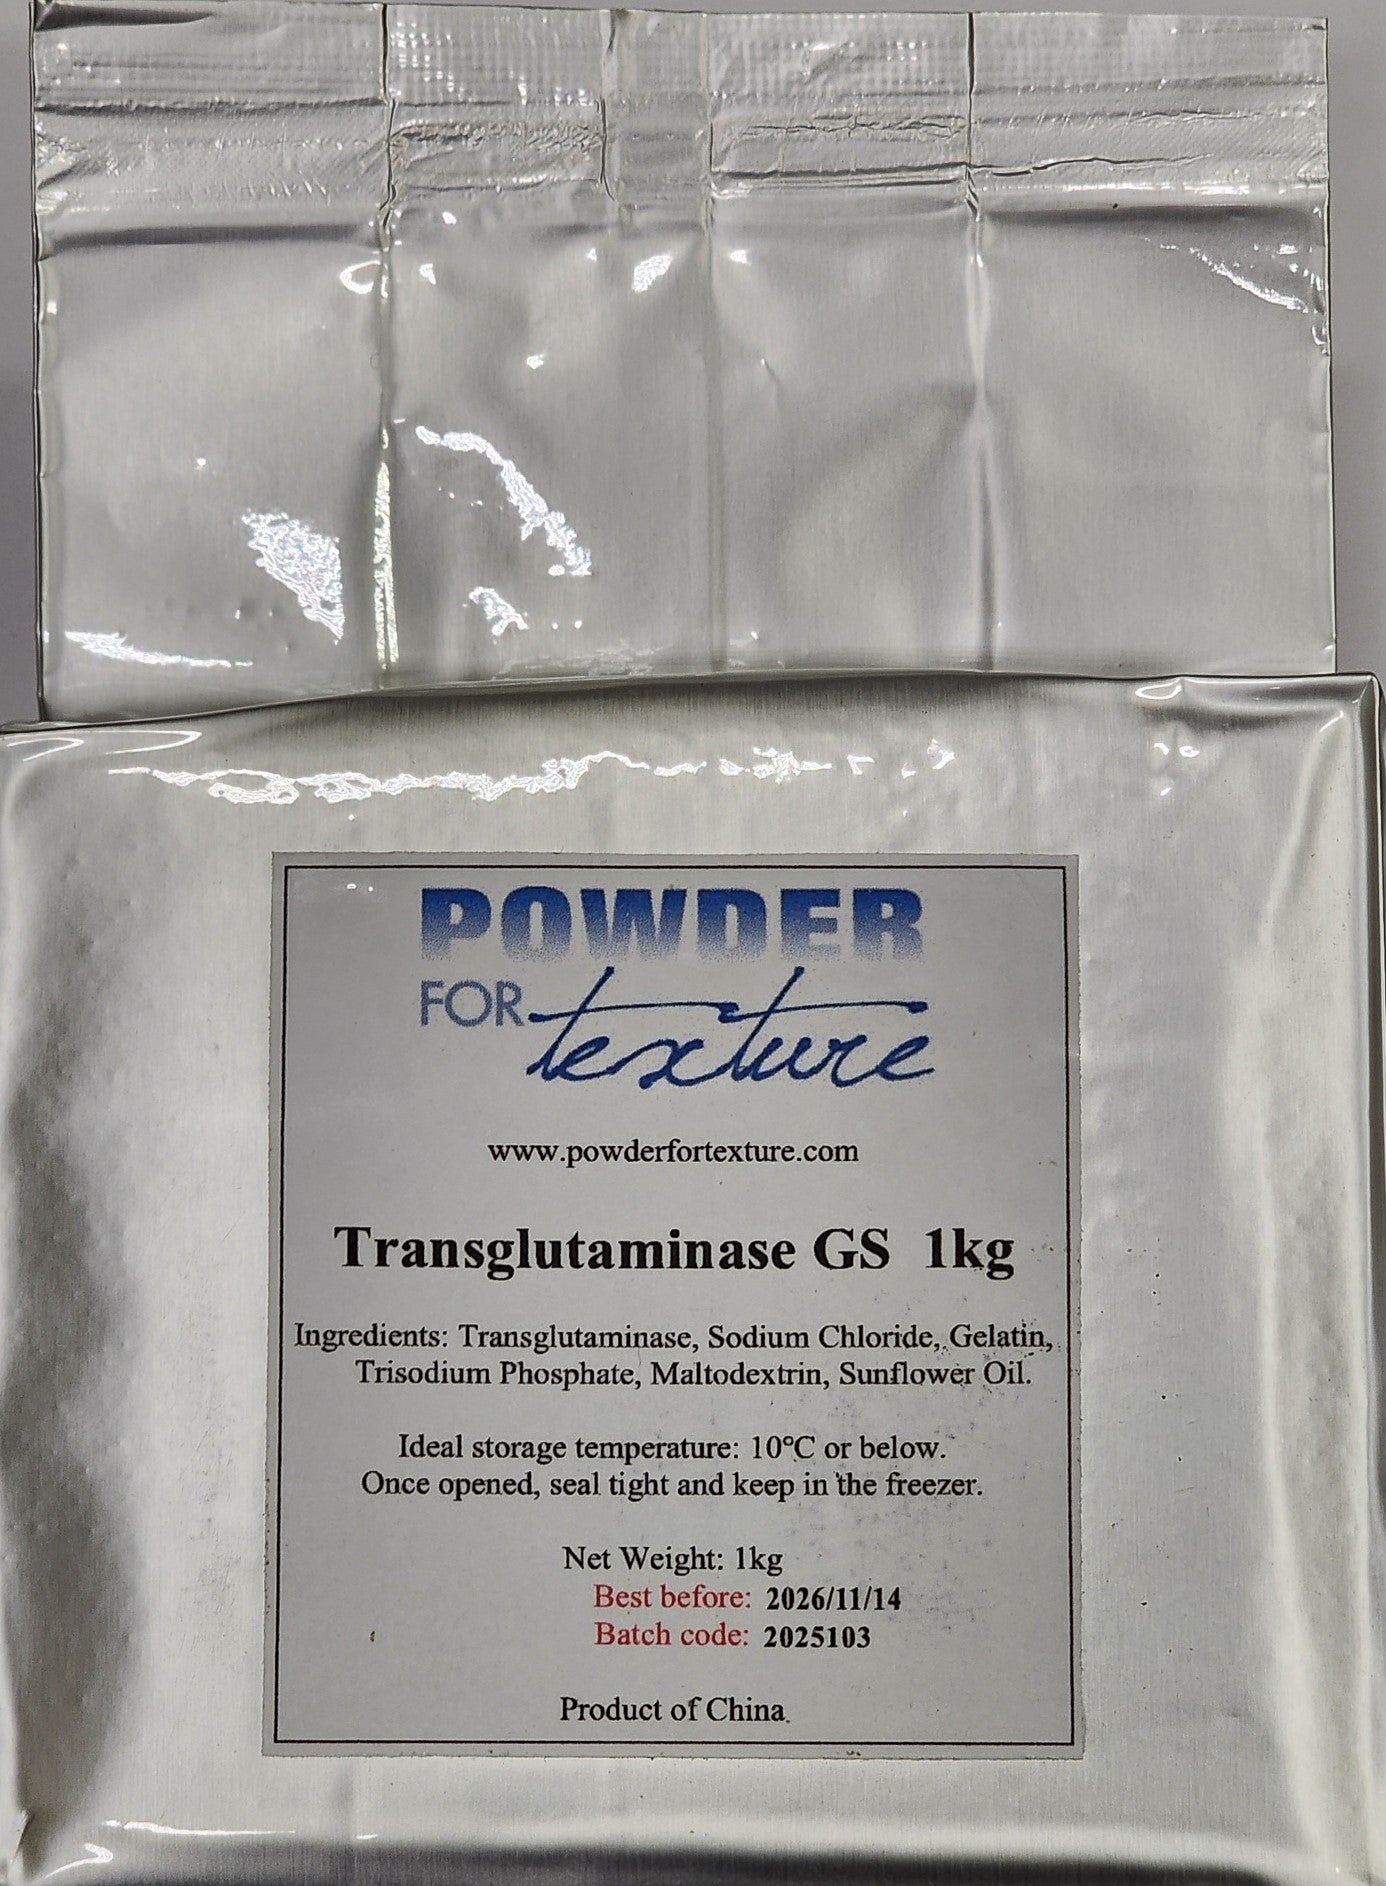 POWDER
FOR texture
www.powderfortexture.com
Transglutaminase GS 1kg
Ingredients: Transglutaminase, Sodium Chloride, Gelatin,
Trisodium Phosphate, Maltodextrin, Sunflower Oil.
Ideal storage temperature: 10°C or below.
Once opened, seal tight and keep in the freezer.
Net Weight: 1kg
Best before: 2026/11/14
Batch code: 2025103
Product of China.